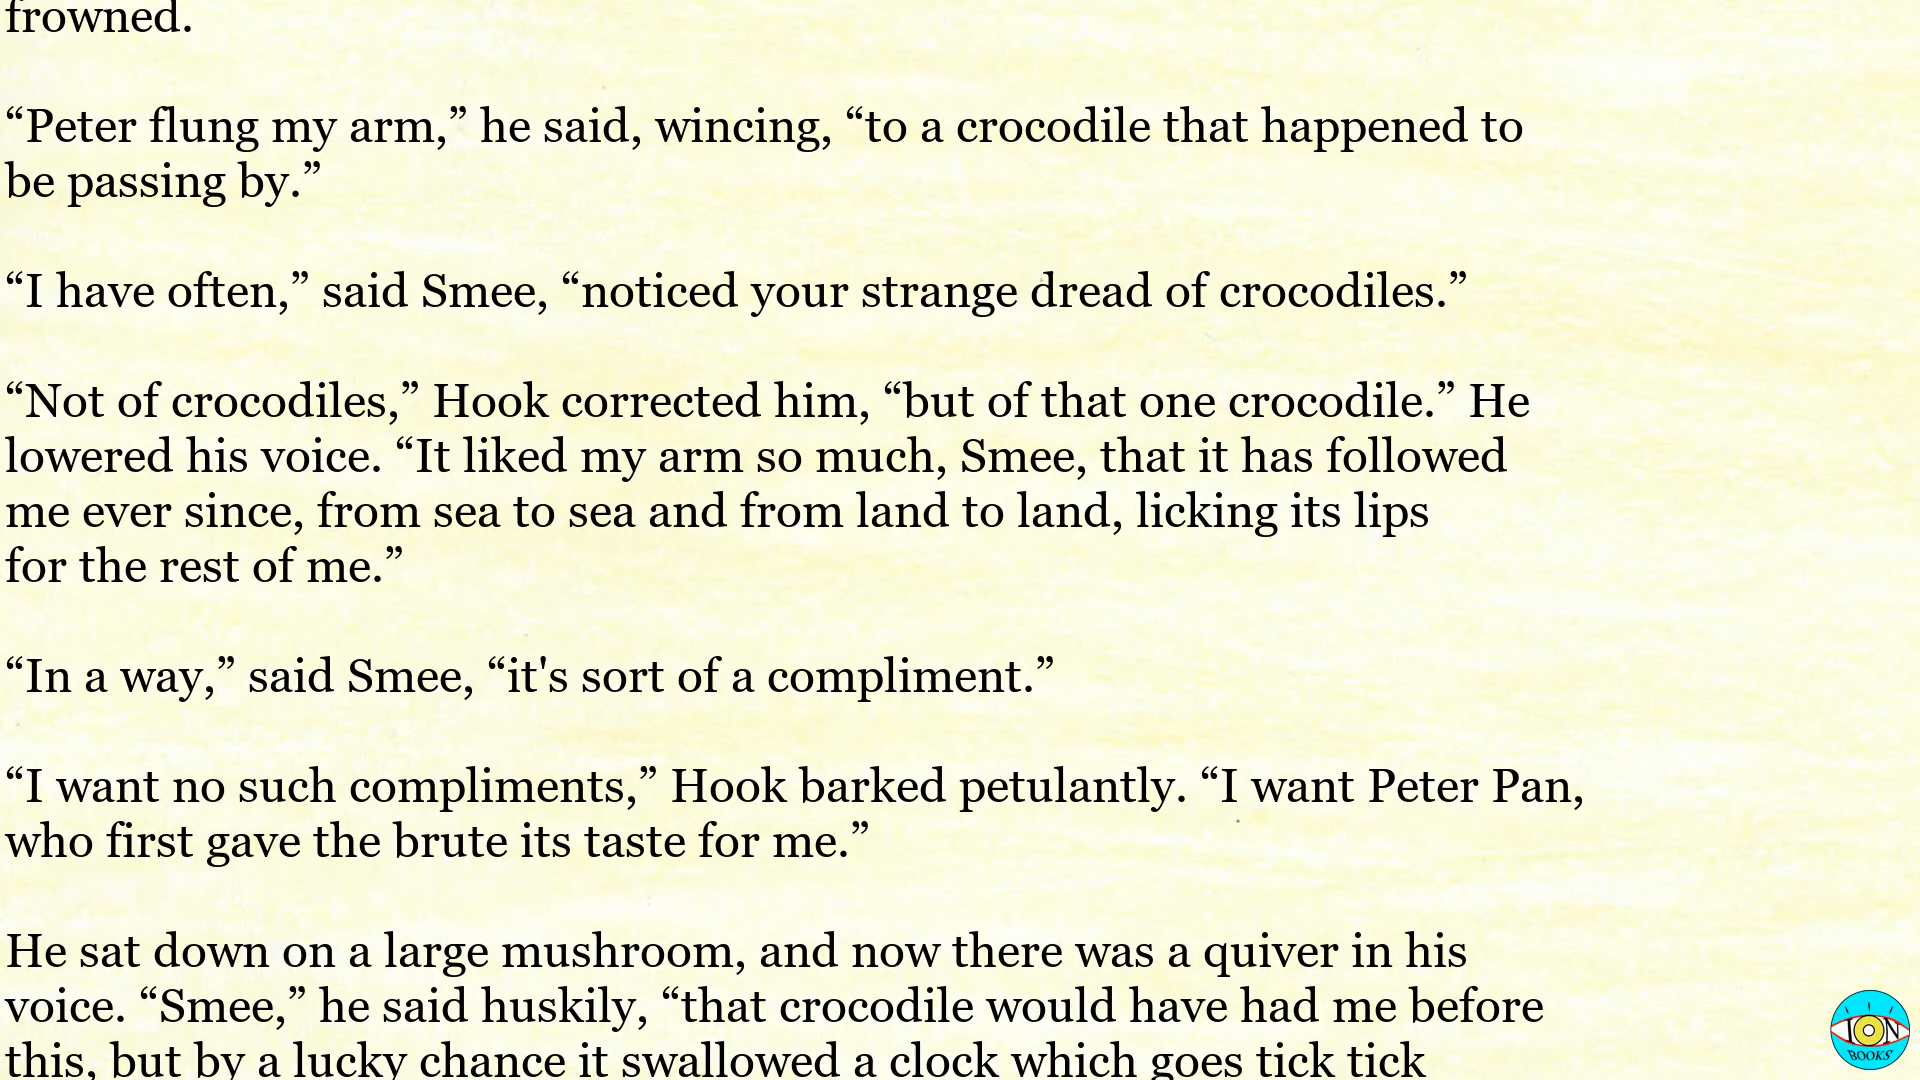 frowned.
“Peter flung my arm,” he said, wincing, “to a crocodile that happened to
be passing by.”
“I have often,” said Smee, “noticed your strange dread of crocodiles.”
“Not of crocodiles,” Hook corrected him, “but of that one crocodile.” He
lowered his voice. “It liked my arm so much, Smee, that it has followed
me ever since, from sea to sea and from land to land, licking its lips
for the rest of me.”
“In a way,” said Smee, “it's sort of a compliment.”
“I want no such compliments,” Hook barked petulantly. “I want Peter Pan,
who first gave the brute its taste for me.”
He sat down on a large mushroom, and now there was a quiver in his
voice. “Smee,” he said huskily, “that crocodile would have had me before
this, but by a lucky chance it swallowed a clock which goes tick tick
ION
BOOKS